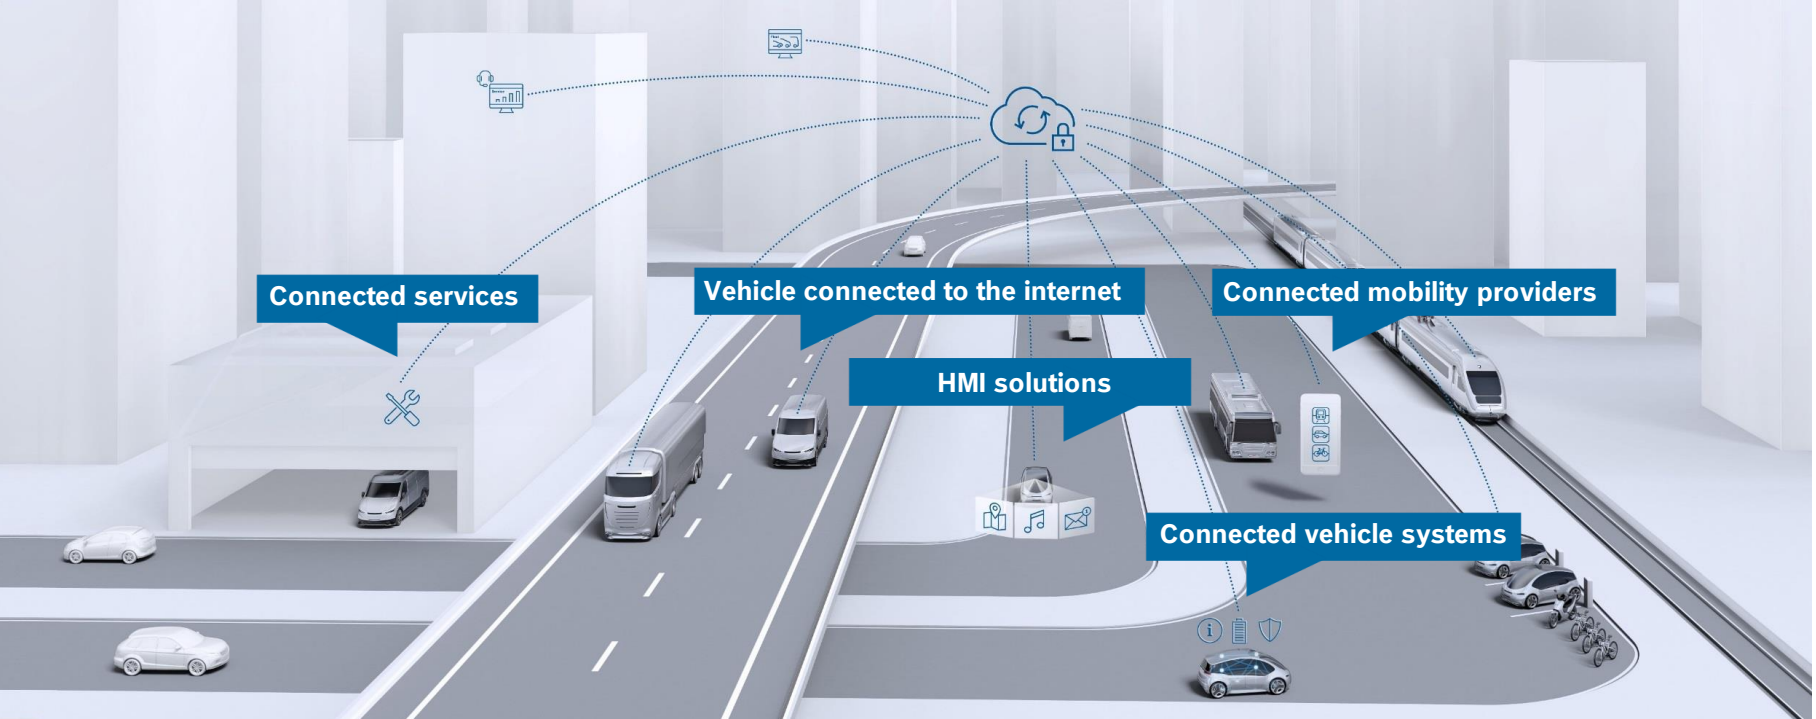 Connected services
Vehicle connected to the internet
Connected mobility providers
HMI solutions
Connected vehicle systems